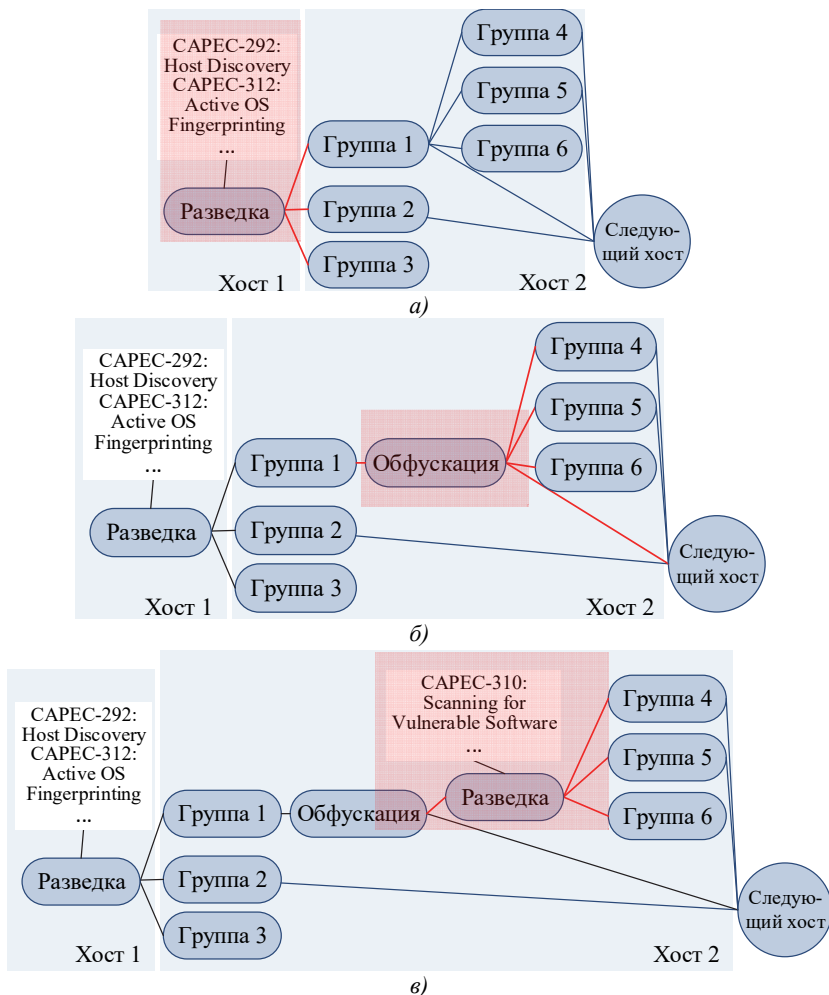 CAPEC-292:
Host Discovery
CAPEC-312:
Active OS
Fingerprinting
...
Разведка
Группа 1
Группа 2
Группа 3
Группа 4
Группа 5
Группа 6
Следую-
щий хост
Хост 1
Хост 2
а)
CAPEC-292:
Host Discovery
CAPEC-312:
Active OS
Fingerprinting
...
Разведка
Группа 1
Группа 2
Группа 3
Обфускация
Группа 4
Группа 5
Группа 6
Следую-
щий хост
Хост 1
Хост 2
б)
CAPEC-292:
Host Discovery
CAPEC-312:
Active OS
Fingerprinting
...
Разведка
Группа 1
Группа 2
Группа 3
Обфускация
CAPEC-310:
Scanning for
Vulnerable Software
...
Разведка
Группа 4
Группа 5
Группа 6
Следую-
щий хост
Хост 1
Хост 2
в)